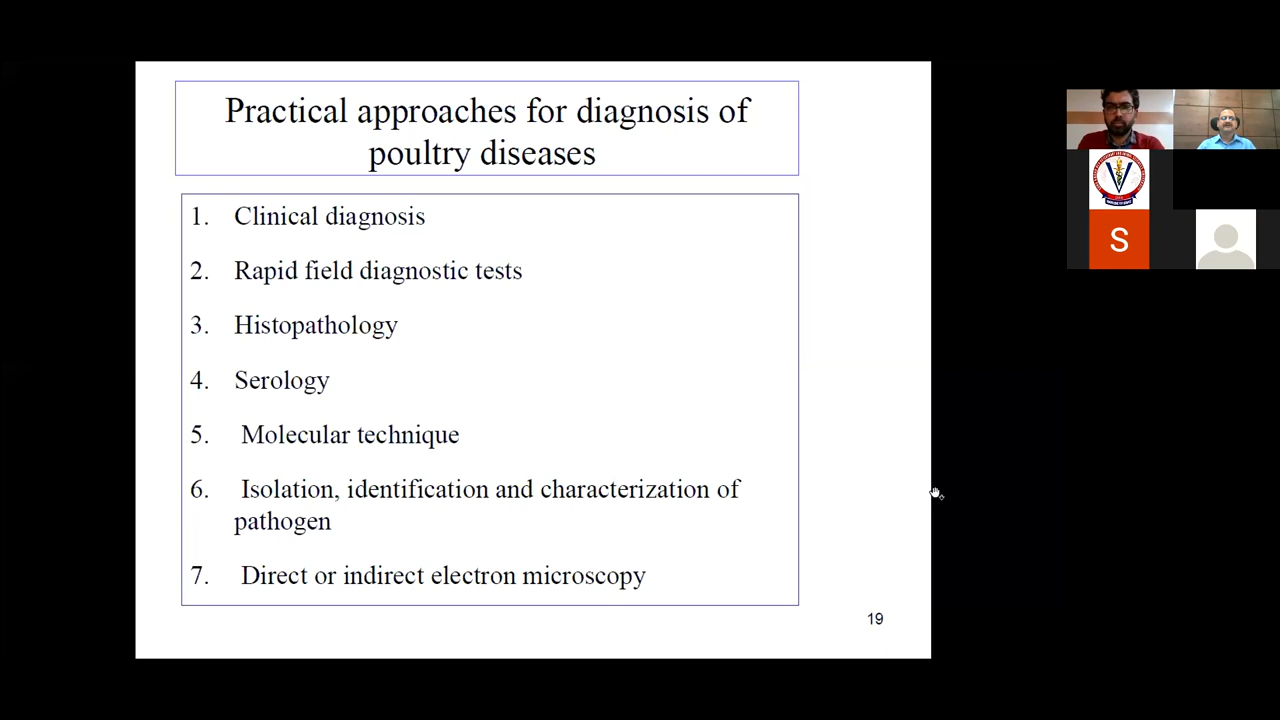 Practical approaches for diagnosis of
poultry diseases
1. Clinical diagnosis
2. Rapid field diagnostic tests
3. Histopathology
4. Serology
5. Molecular technique
6. Isolation, identification and characterization of
pathogen
7. Direct or indirect electron microscopy
19
S